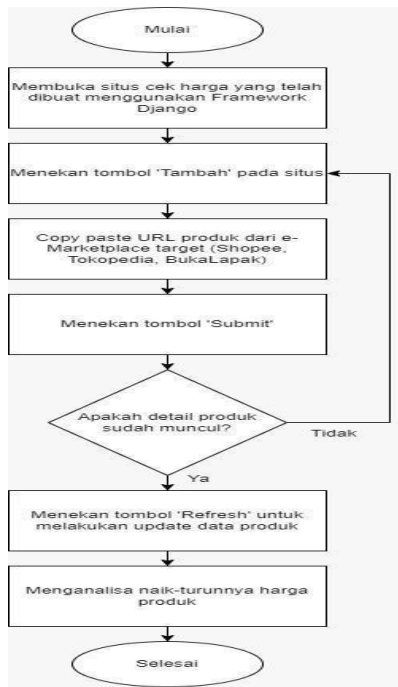 Mulai
Membuka situs cek harga yang telah
dibuat menggunakan Framework
Django
Menekan tombol 'Tambah' pada situs
Copy paste URL produk dari e-
Marketplace target (Shopee,
Tokopedia, BukaLapak)
Menekan tombol 'Submit'
Apakah detail produk
sudah muncul?
Tidak
Ya
Menekan tombol 'Refresh' untuk
melakukan update data produk
Menganalisa naik-turunnya harga
produk
Selesai